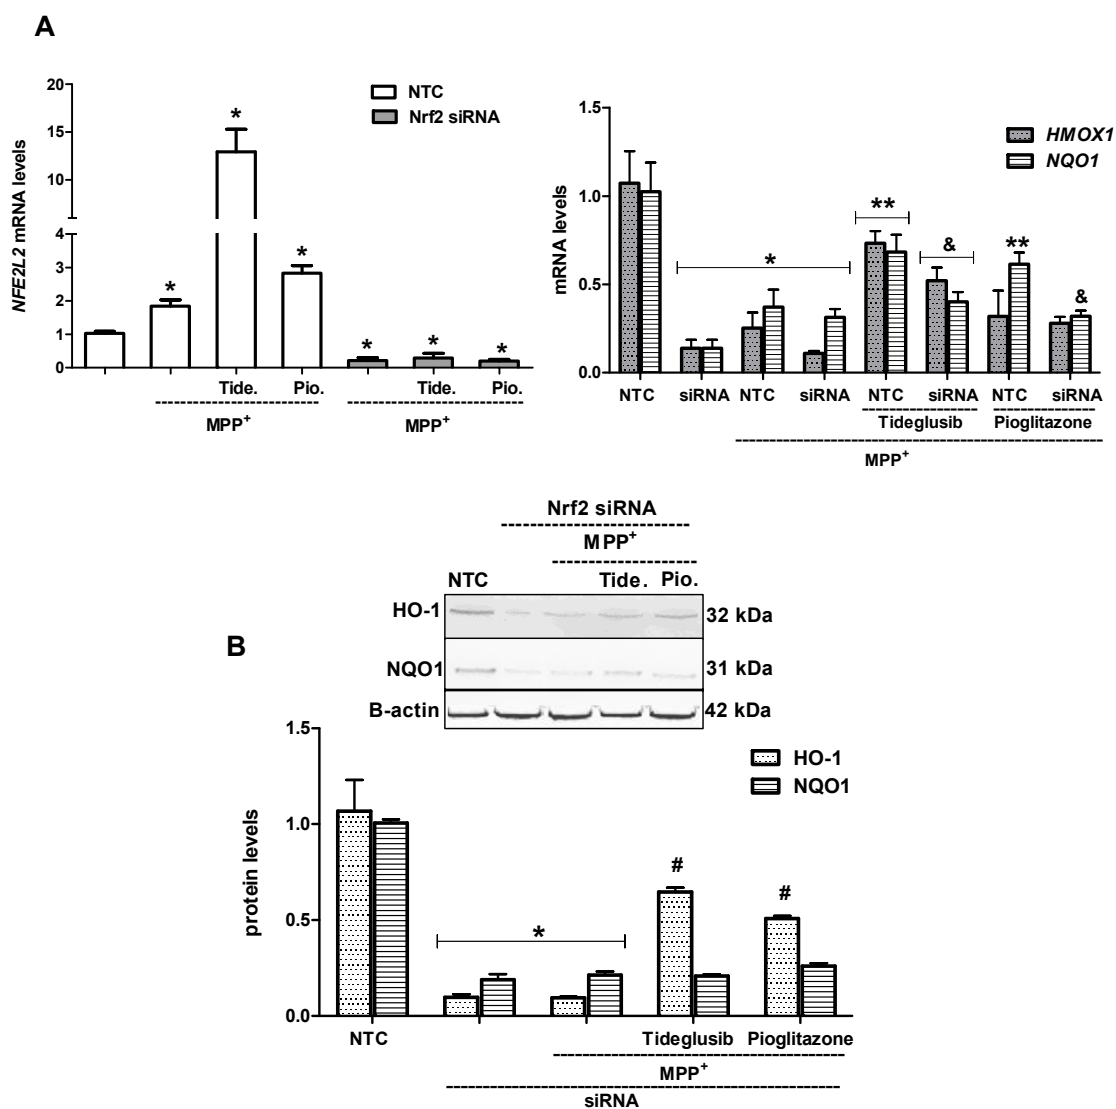 A
20
15
10
4
3
2
1
0
NFE2L2 mRNA levels
NTC
Nrf2 siRNA
*
*
*
*
*
*
Tide.
Pio.
Tide.
Pio.
MPP+
MPP+
1.5
1.0
0.5
0.0
mRNA levels
HMOX1
NQO1
*
**
&
**
&
NTC siRNA NTC siRNA NTC siRNA NTC siRNA
Tideglusib Pioglitazone
MPP+
Nrf2 siRNA
MPP+
NTC Tide. Pio.
HO-1 32 kDa
B
NQO1 31 kDa
B-actin 42 kDa
1.5
1.0
0.5
0.0
protein levels
HO-1
NQO1
*
#
#
NTC Tideglusib Pioglitazone
MPP+
siRNA